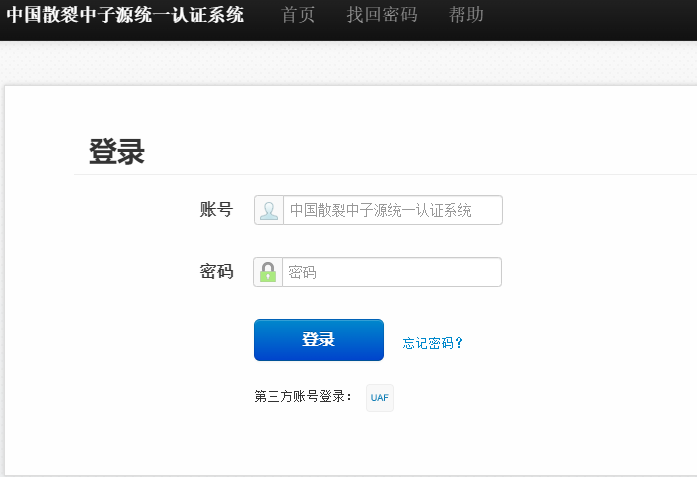 中国散裂中子源统一认证系统 首页 找回密码 帮助
登录
账号 中国散裂中子源统一认证系统
密码 密码
登录 忘记密码?
第三方账号登录： UAF